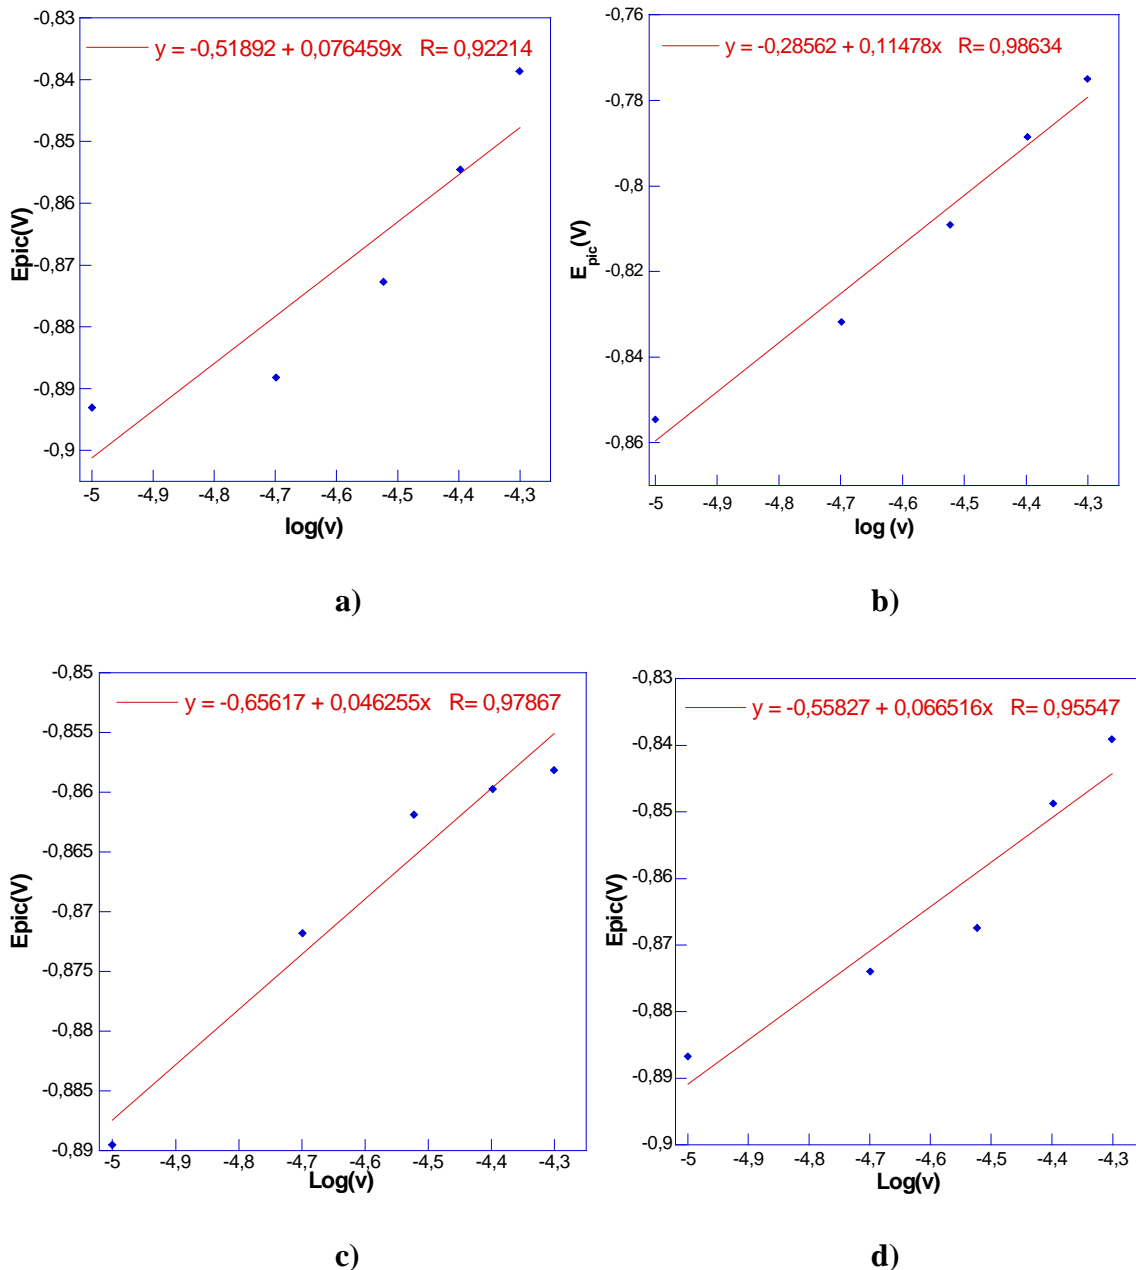 y = -0,51892 + 0,076459x R= 0,92214
-0,83
-0,84
-0,85
-0,86
-0,87
-0,88
-0,89
-0,9
Epic(V)
-5 -4,9 -4,8 -4,7 -4,6 -4,5 -4,4 -4,3
log(v)
a)
y = -0,28562 + 0,11478x R= 0,98634
-0,76
-0,78
-0,8
-0,82
-0,84
-0,86
E_pic(V)
-5 -4,9 -4,8 -4,7 -4,6 -4,5 -4,4 -4,3
log (v)
b)
y = -0,65617 + 0,046255x R= 0,97867
-0,85
-0,855
-0,86
-0,865
-0,87
-0,875
-0,88
-0,885
-0,89
Epic(V)
-5 -4,9 -4,8 -4,7 -4,6 -4,5 -4,4 -4,3
Log(v)
c)
y = -0,55827 + 0,066516x R= 0,95547
-0,83
-0,84
-0,85
-0,86
-0,87
-0,88
-0,89
-0,9
Epic(V)
-5 -4,9 -4,8 -4,7 -4,6 -4,5 -4,4 -4,3
Log(v)
d)